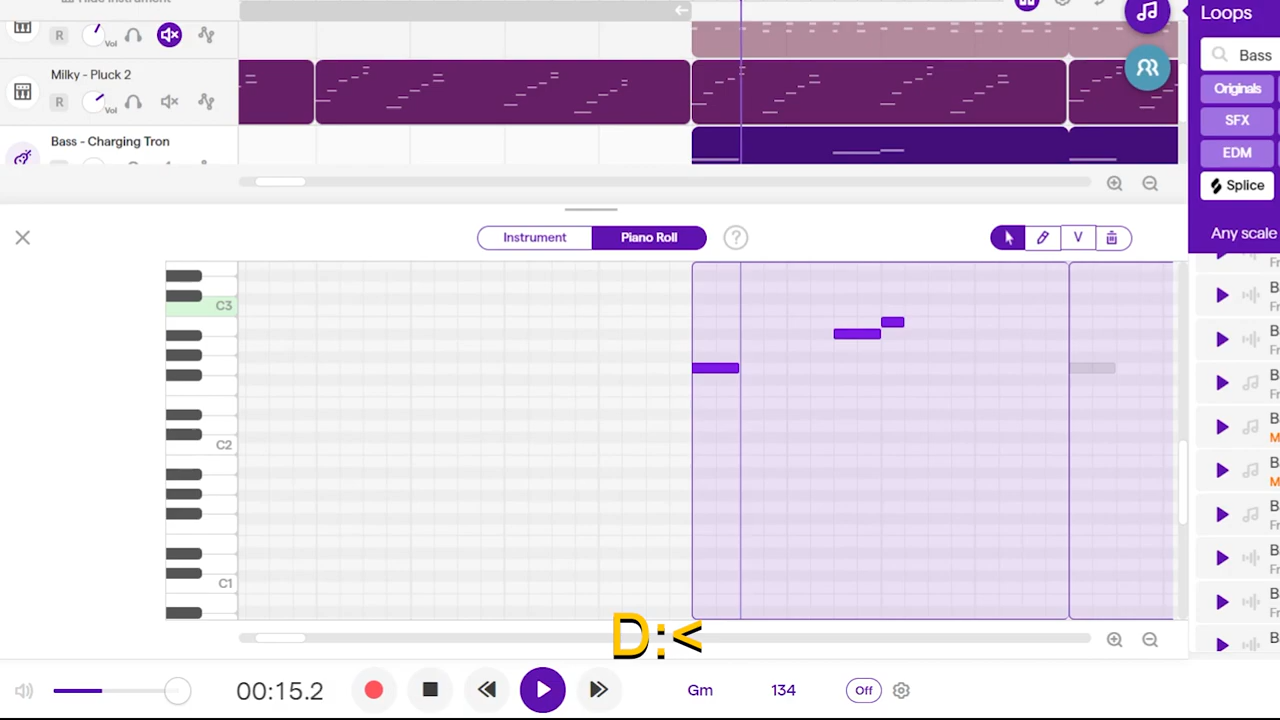 Loops
Bass
Milky - Pluck 2
R
Vol
R
Vol
Originals
SFX
EDM
Bass - Charging Tron
Splice
Instrument
Piano Roll
?
V
Any scale
C3
C2
C1
D:<
00:15.2
Gm
134
Off